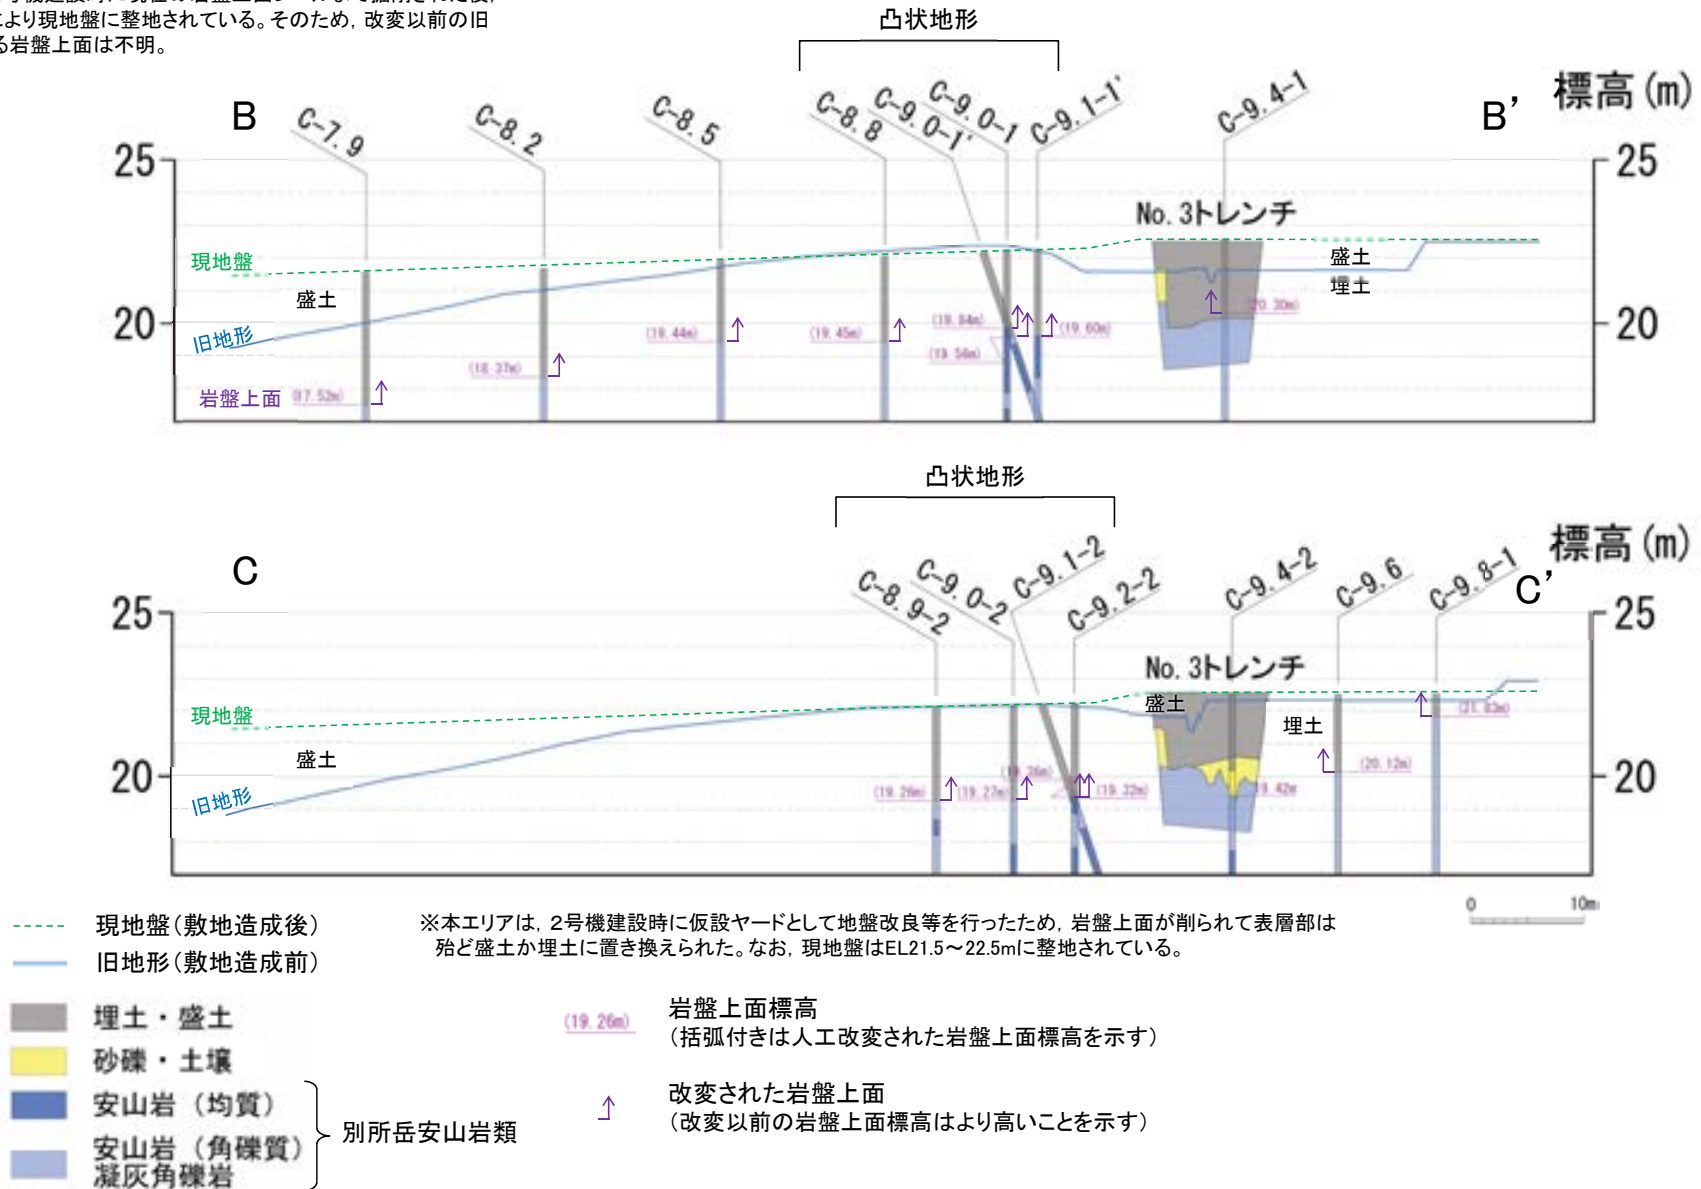 により現地盤に整地されている。そのため, 改変以前の旧
る岩盤上面は不明。
凸状地形
B
B’
標高(m)
C-7.9
C-8.2
C-8.5
C-8.8
C-9.0-1'
C-9.0-1
C-9.1-1'
C-9.4-1
25
25
No.3トレンチ
現地盤
盛土
盛土
埋土
20
20
旧地形
岩盤上面
(17.52m)
(18.37m)
(19.44m)
(19.45m)
(19.84m)
(19.56m)
(19.60m)
(20.30m)
凸状地形
C
C’
標高(m)
C-8.9-2
C-9.0-2
C-9.1-2
C-9.2-2
C-9.4-2
C-9.6
C-9.8-1
25
25
No.3トレンチ
現地盤
盛土
盛土
埋土
20
20
旧地形
(19.26m)
(19.27m)
(19.32m)
19.42m
(20.12m)
(21.83m)
0 10m
現地盤(敷地造成後)
旧地形(敷地造成前)
※本エリアは, 2号機建設時に仮設ヤードとして地盤改良等を行ったため, 岩盤上面が削られて表層部は
殆ど盛土か埋土に置き換えられた。なお, 現地盤はEL21.5~22.5mに整地されている。
埋土・盛土
砂礫・土壌
安山岩(均質)
安山岩(角礫質)
凝灰角礫岩
別所岳安山岩類
(19.26m)
岩盤上面標高
(括弧付きは人工改変された岩盤上面標高を示す)
改変された岩盤上面
(改変以前の岩盤上面標高はより高いことを示す)